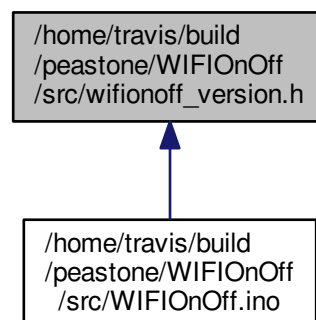 /home/travis/build
/peastone/WIFIOnOff
/src/wifionoff_version.h
/home/travis/build
/peastone/WIFIOnOff
/src/WIFIOnOff.ino